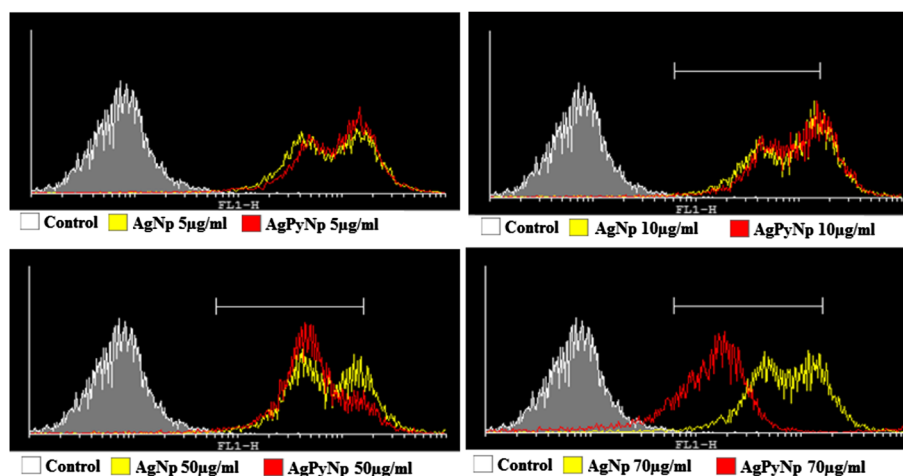 FL1-H
Control AgNp 5µg/ml AgPyNp 5µg/ml
FL1-H
Control AgNp 10µg/ml AgPyNp 10µg/ml
FL1-H
Control AgNp 50µg/ml AgPyNp 50µg/ml
FL1-H
Control AgNp 70µg/ml AgPyNp 70µg/ml